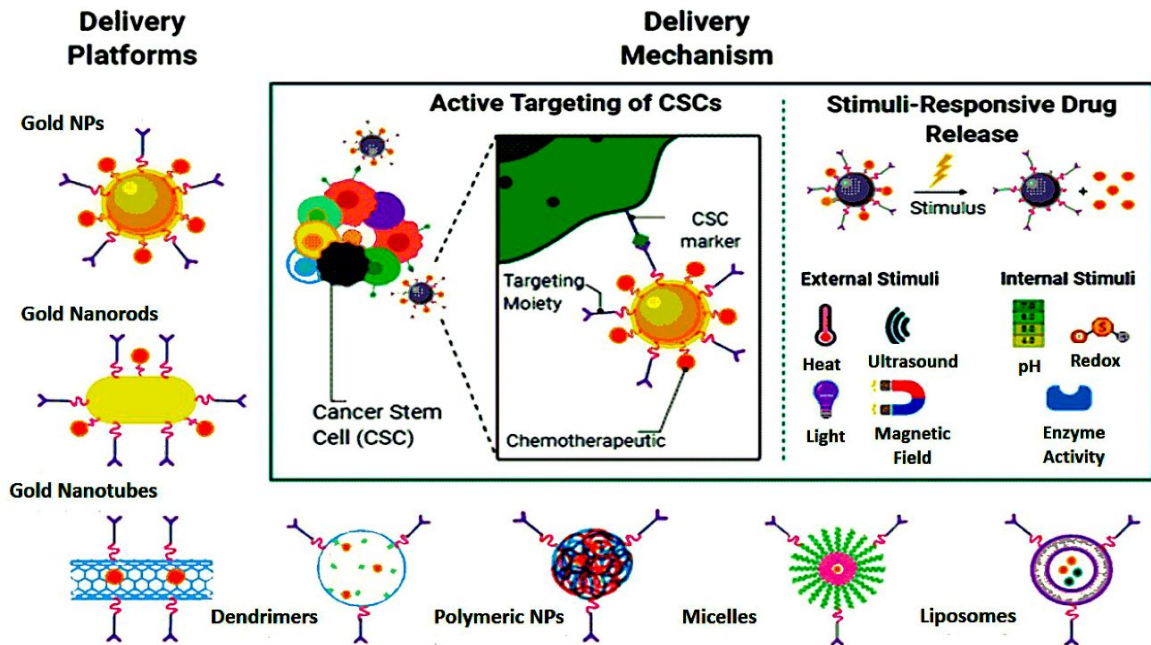 Delivery
Platforms
Delivery
Mechanism
Gold NPs
Gold Nanorods
Gold Nanotubes
Active Targeting of CSCs
Cancer Stem
Cell (CSC)
CSC
marker
Targeting
Moiety
Chemotherapeutic
Stimuli-Responsive Drug
Release
Stimulus
+
External Stimuli
Heat
Ultrasound
Light
Magnetic
Field
Internal Stimuli
pH
Redox
S
Enzyme
Activity
Dendrimers
Polymeric NPs
Micelles
Liposomes